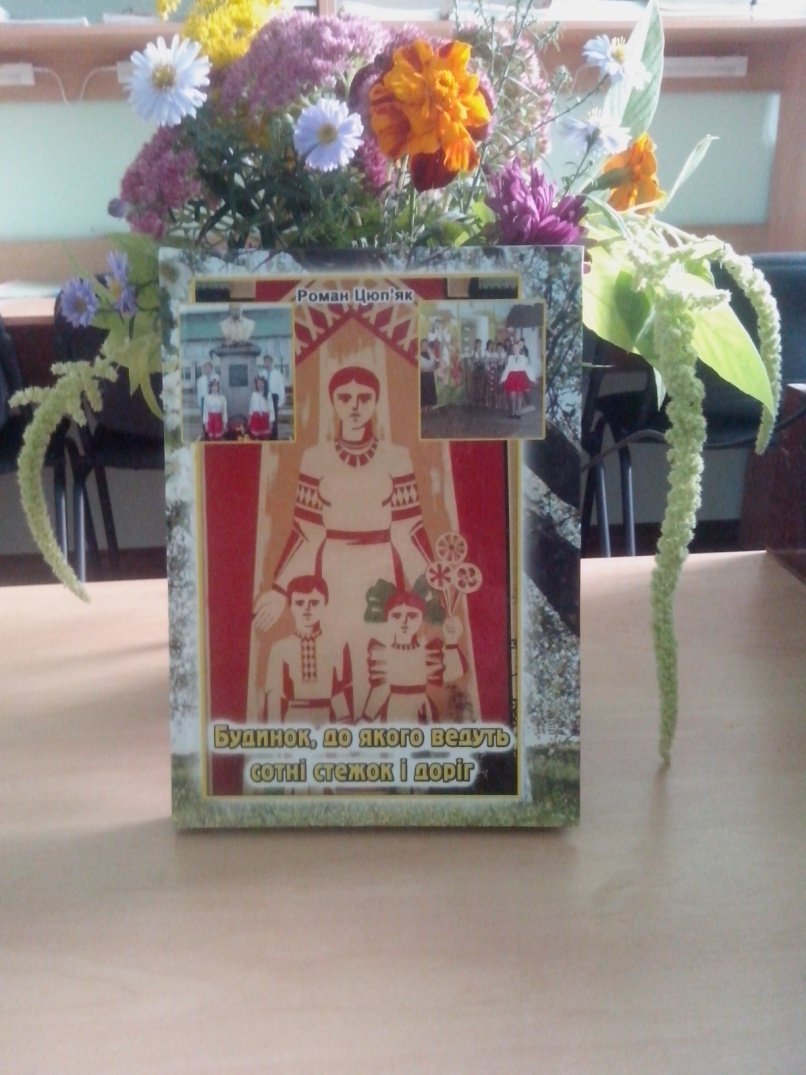 Роман Цюп'як
Будинок, до якого ведуть
сотні стежок і доріг